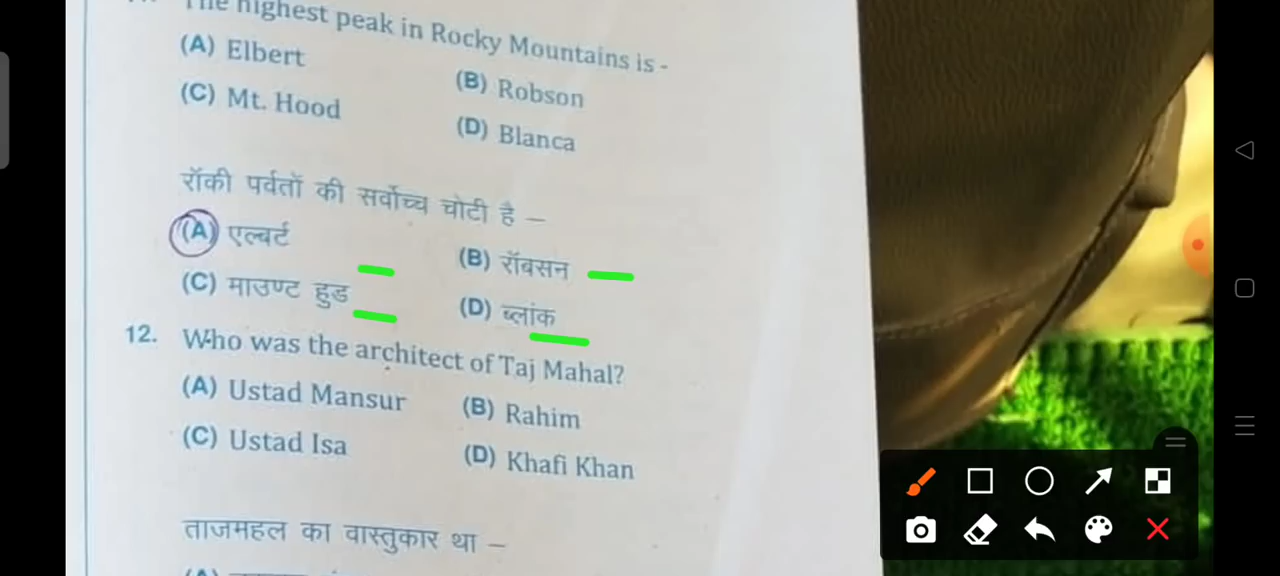 The highest peak in Rocky Mountains is -
(A) Elbert
(B) Robson
(C) Mt. Hood
(D) Blanca
रॉकी पर्वतों की सर्वोच्च चोटी है –
(A) एल्बर्ट
(B) रॉबसन
(C) माउण्ट हुड
(D) ब्लांक
12. Who was the architect of Taj Mahal?
(A) Ustad Mansur
(B) Rahim
(C) Ustad Isa
(D) Khafi Khan
ताजमहल का वास्तुकार था –
(A)